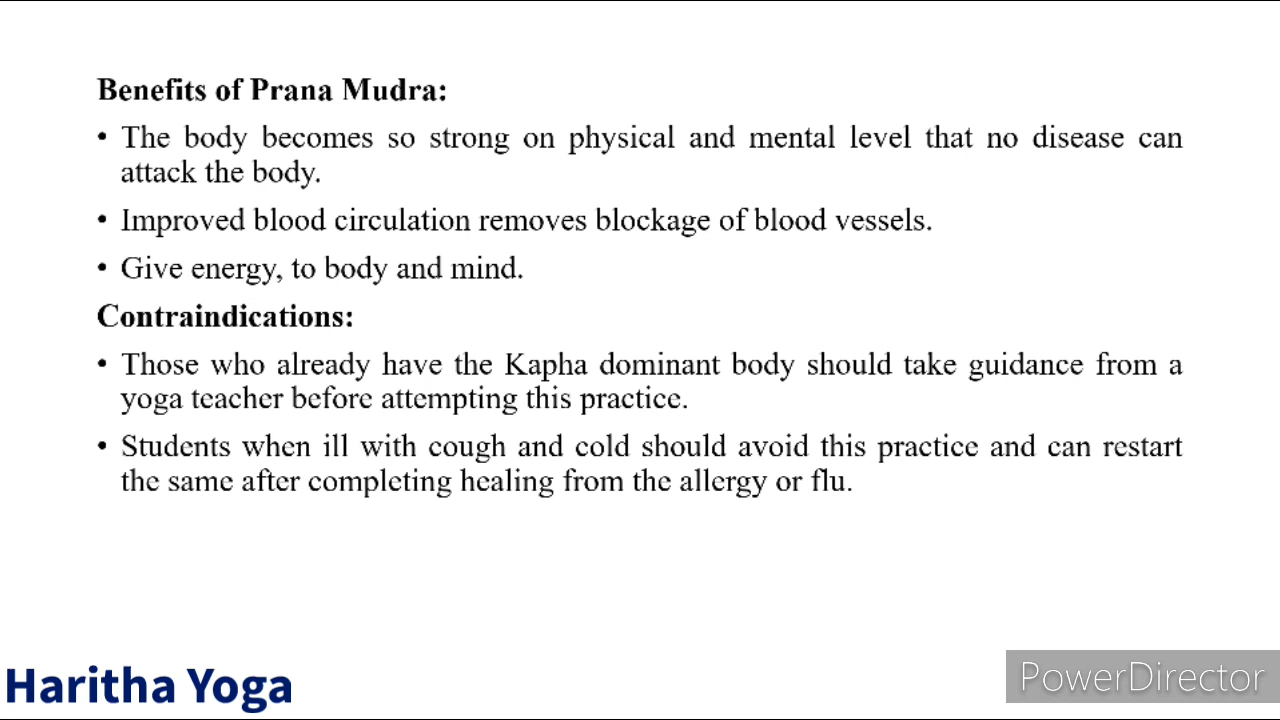 Benefits of Prana Mudra:
• The body becomes so strong on physical and mental level that no disease can
attack the body.
• Improved blood circulation removes blockage of blood vessels.
• Give energy, to body and mind.
Contraindications:
• Those who already have the Kapha dominant body should take guidance from a
yoga teacher before attempting this practice.
• Students when ill with cough and cold should avoid this practice and can restart
the same after completing healing from the allergy or flu.
Haritha Yoga
PowerDirector